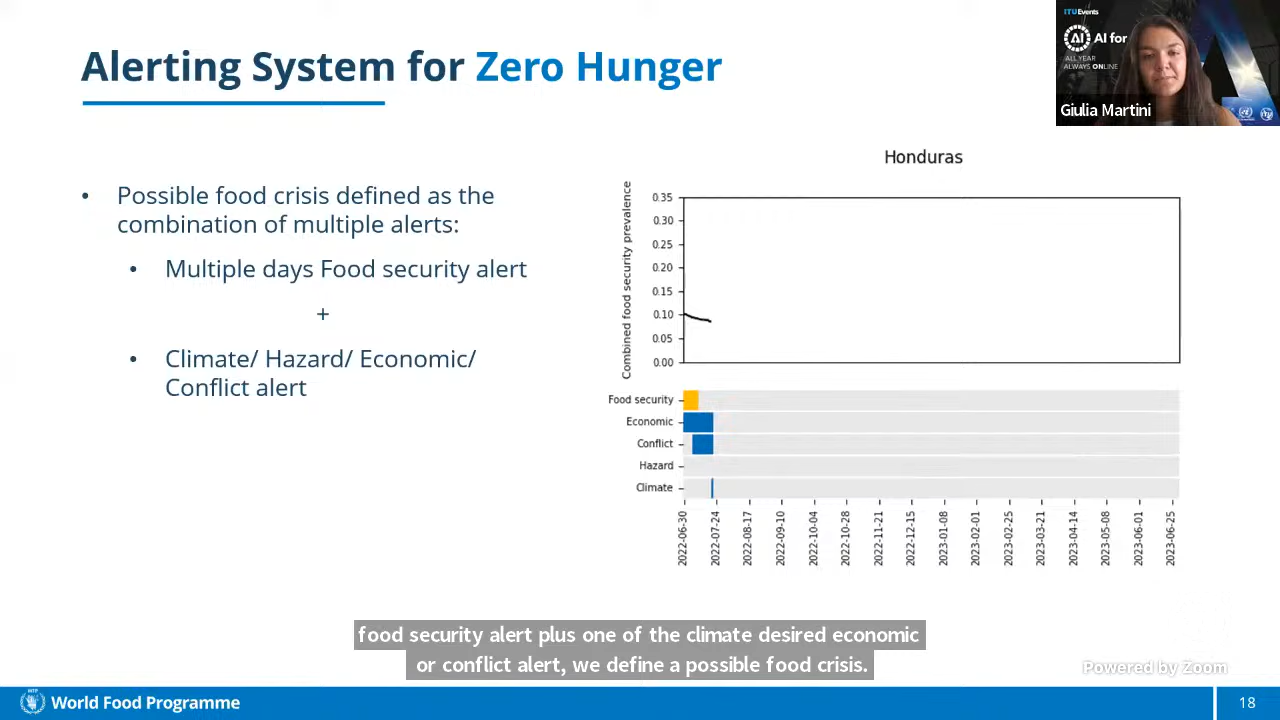 Alerting System for Zero Hunger
ITUEvents
AI AI for
ALL YEAR
ALWAYS ONLINE
Giulia Martini
• Possible food crisis defined as the
combination of multiple alerts:
• Multiple days Food security alert
+
• Climate/ Hazard/ Economic/
Conflict alert
Honduras
Combined food security prevalence
0.35
0.30
0.25
0.20
0.15
0.10
0.05
0.00
Food security
Economic
Conflict
Hazard
Climate
2022-06-30
2022-07-24
2022-08-17
2022-09-10
2022-10-04
2022-10-28
2022-11-21
2022-12-15
2023-01-08
2023-02-01
2023-02-25
2023-03-21
2023-04-14
2023-05-08
2023-06-01
2023-06-25
food security alert plus one of the climate desired economic
or conflict alert, we define a possible food crisis.
Powered by Zoom
WFP
World Food Programme
18